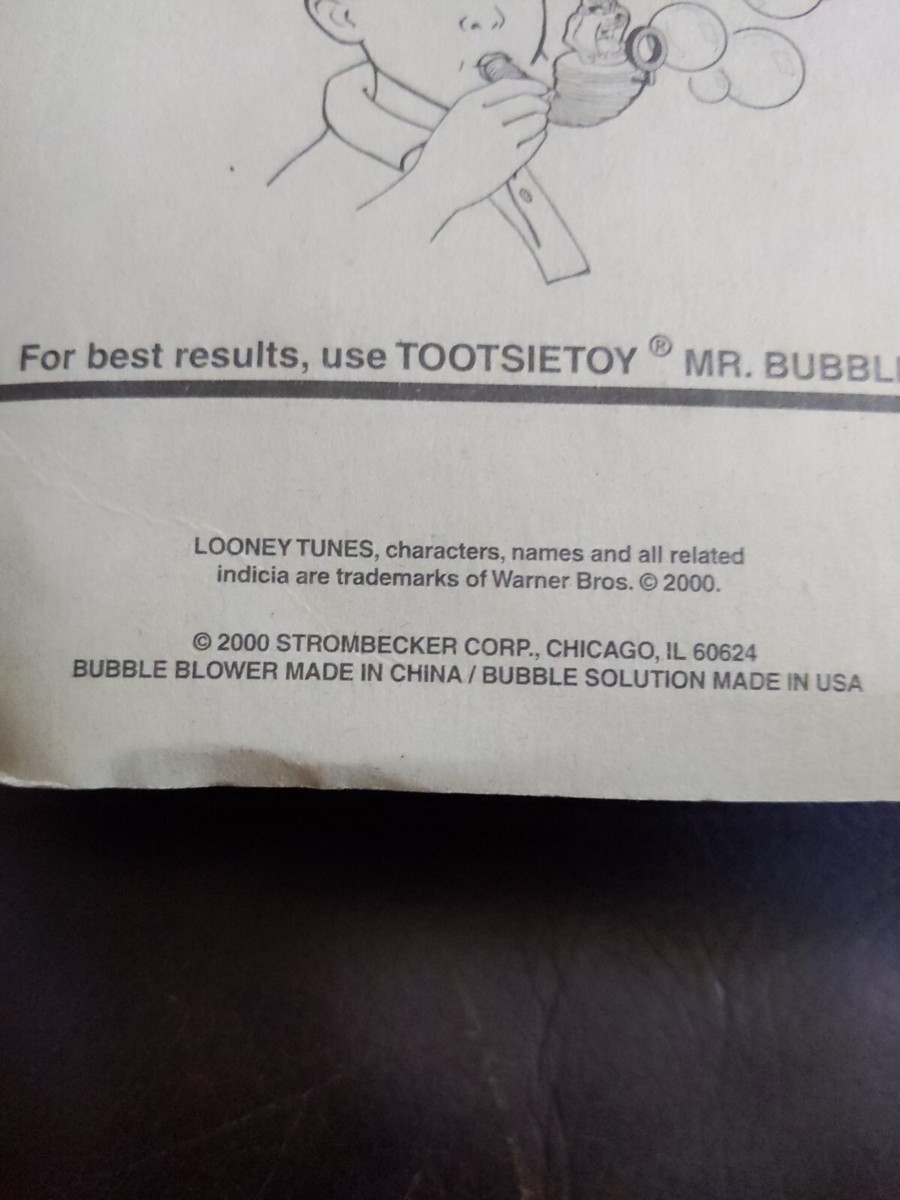 For best results, use TOOTSIETOY ® MR. BUBBL
LOONEY TUNES, characters, names and all related
indicia are trademarks of Warner Bros. © 2000.
© 2000 STROMBECKER CORP., CHICAGO, IL 60624
BUBBLE BLOWER MADE IN CHINA / BUBBLE SOLUTION MADE IN USA